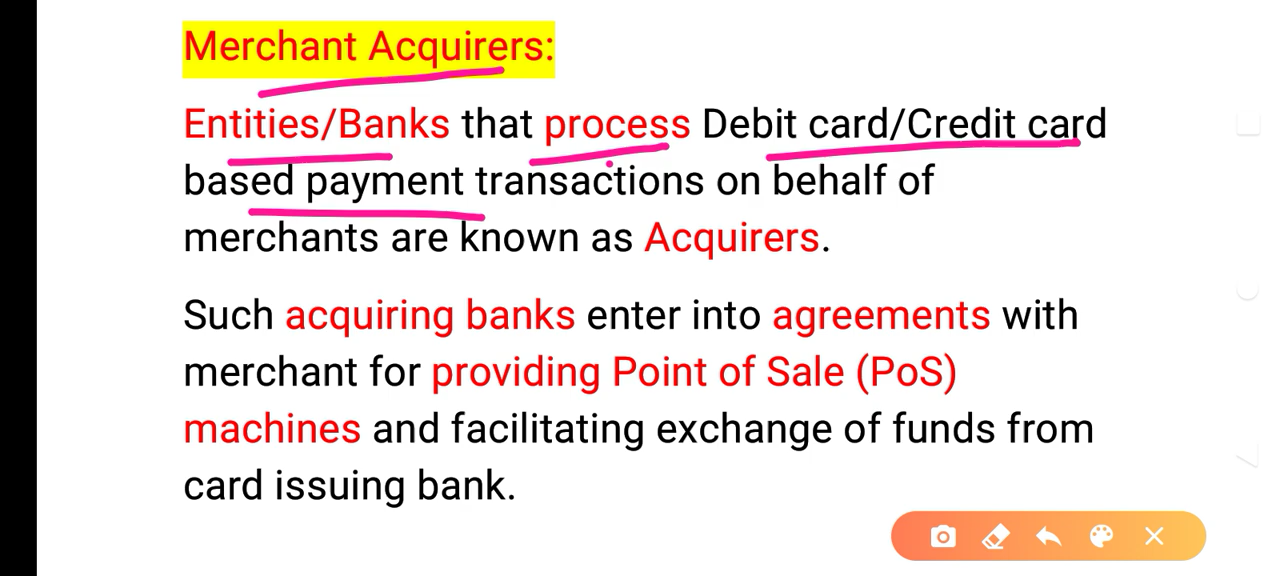 Merchant Acquirers:
Entities/Banks that process Debit card/Credit card
based payment transactions on behalf of
merchants are known as Acquirers.
Such acquiring banks enter into agreements with
merchant for providing Point of Sale (PoS)
machines and facilitating exchange of funds from
card issuing bank.